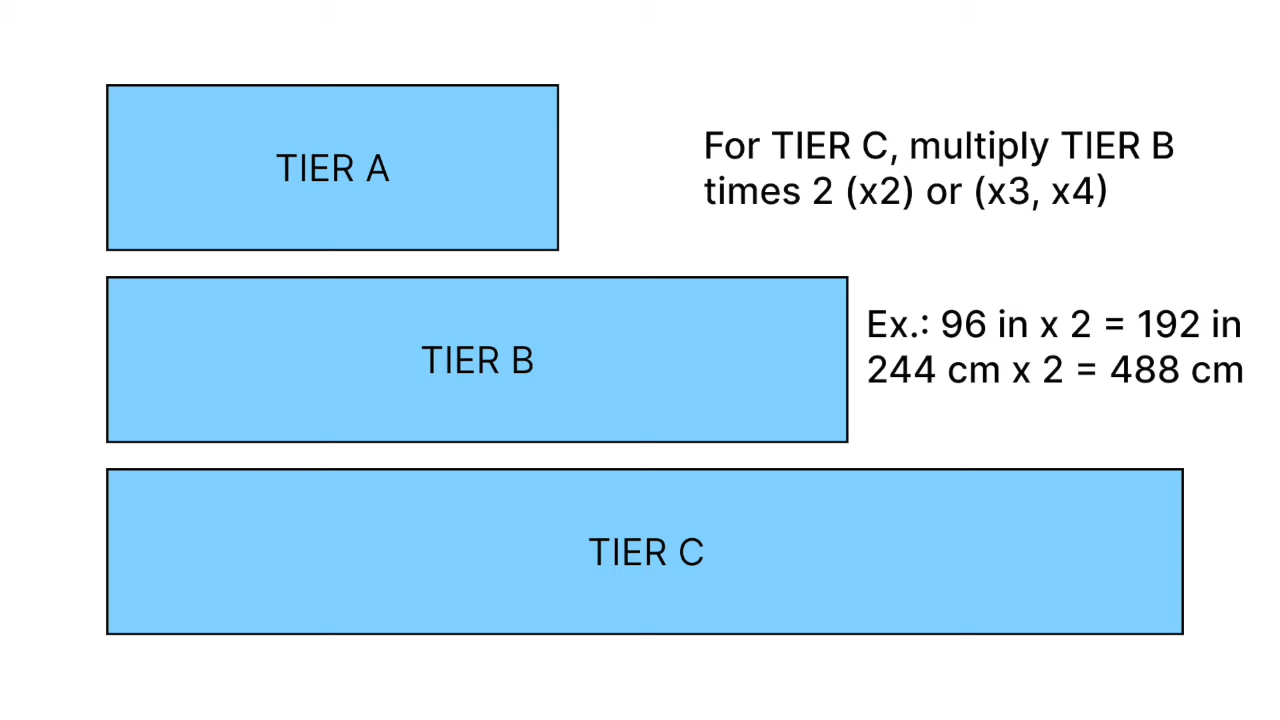 TIER A
For TIER C, multiply TIER B
times 2 (x2) or (x3, x4)
TIER B
Ex.: 96 in x 2 = 192 in
244 cm x 2 = 488 cm
TIER C